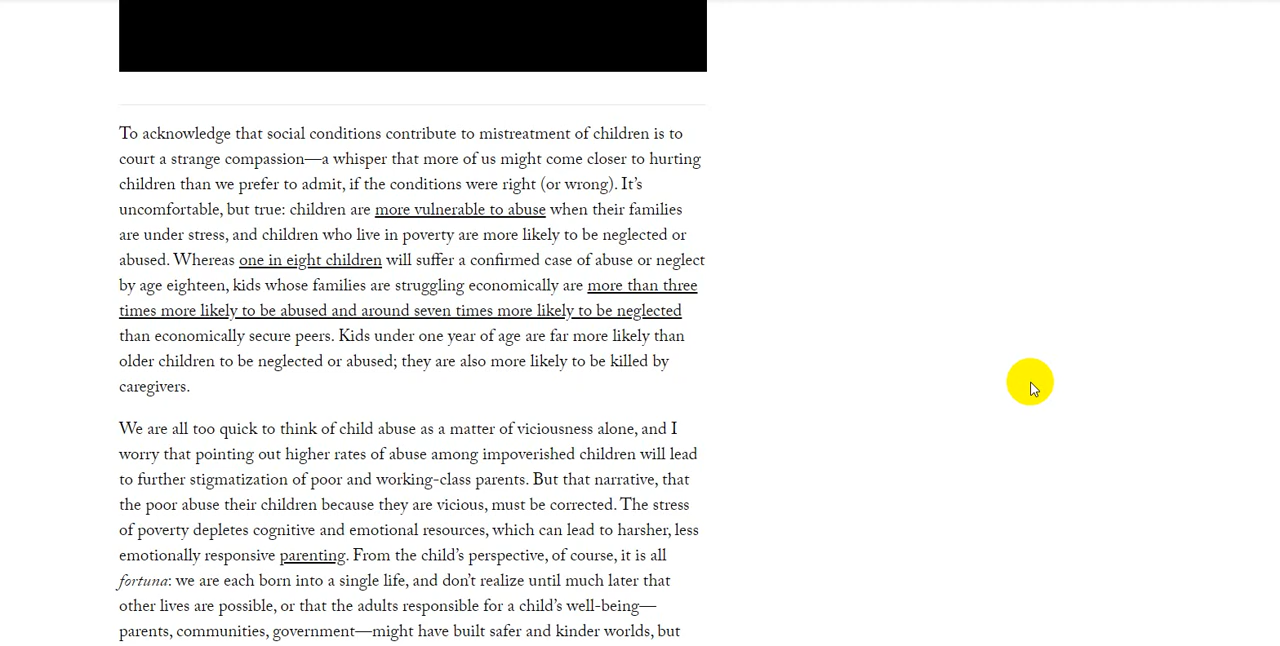 To acknowledge that social conditions contribute to mistreatment of children is to
court a strange compassion—a whisper that more of us might come closer to hurting
children than we prefer to admit, if the conditions were right (or wrong). It’s
uncomfortable, but true: children are more vulnerable to abuse when their families
are under stress, and children who live in poverty are more likely to be neglected or
abused. Whereas one in eight children will suffer a confirmed case of abuse or neglect
by age eighteen, kids whose families are struggling economically are more than three
times more likely to be abused and around seven times more likely to be neglected
than economically secure peers. Kids under one year of age are far more likely than
older children to be neglected or abused; they are also more likely to be killed by
caregivers.
We are all too quick to think of child abuse as a matter of viciousness alone, and I
worry that pointing out higher rates of abuse among impoverished children will lead
to further stigmatization of poor and working-class parents. But that narrative, that
the poor abuse their children because they are vicious, must be corrected. The stress
of poverty depletes cognitive and emotional resources, which can lead to harsher, less
emotionally responsive parenting. From the child’s perspective, of course, it is all
fortuna: we are each born into a single life, and don’t realize until much later that
other lives are possible, or that the adults responsible for a child’s well-being—
parents, communities, government—might have built safer and kinder worlds, but